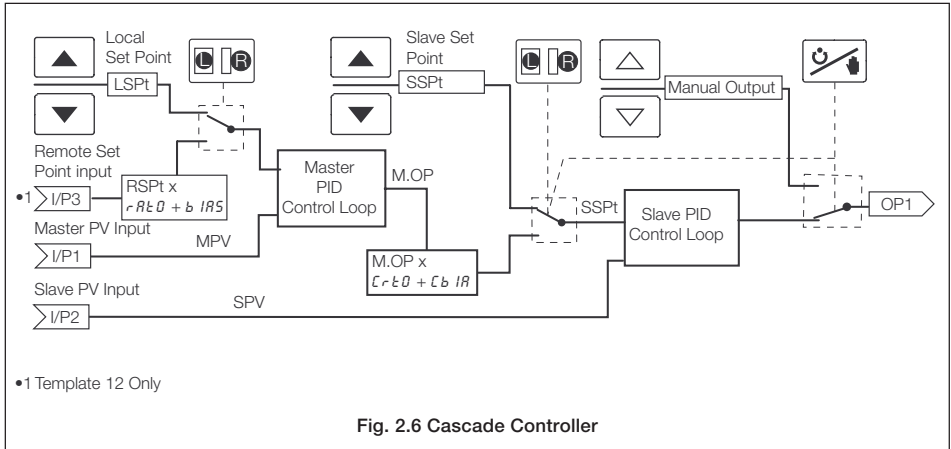 Local
Set Point
LSPt
L R
Slave Set
Point
SSPt
L R
Manual Output
Remote Set
Point input
•1 I/P3
RSPt x
rAtO + bIAS
Master
PID
Control Loop
M.OP
Master PV Input
I/P1
MPV
M.OP x
CrtO + CbIA
SSPt
Slave PID
Control Loop
OP1
Slave PV Input
I/P2
SPV
•1 Template 12 Only
Fig. 2.6 Cascade Controller